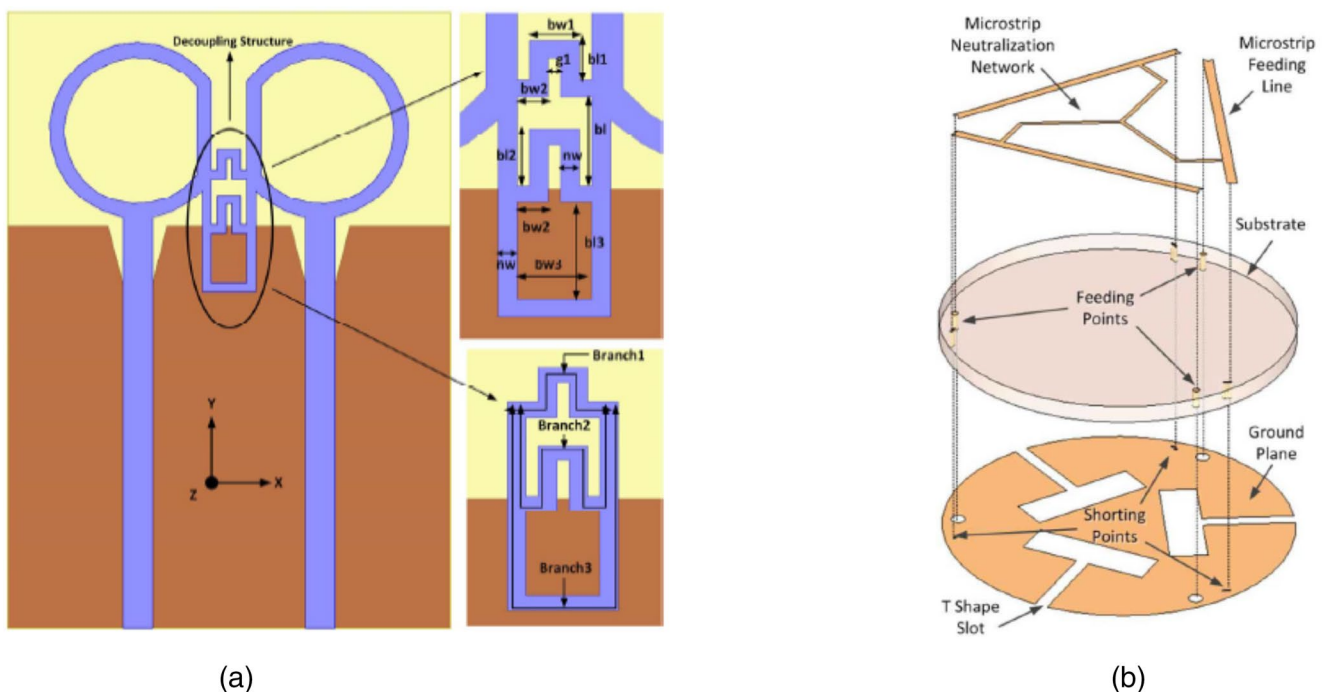 Decoupling Structure
Y
Z
X
bw1
bl1
g1
bw2
bl
bl2
nw
bw2
bl3
nw
bw3
Branch1
Branch2
Branch3
(a)
Microstrip
Neutralization
Network
Microstrip
Feeding
Line
Substrate
Feeding
Points
Ground
Plane
Shorting
Points
T Shape
Slot
(b)